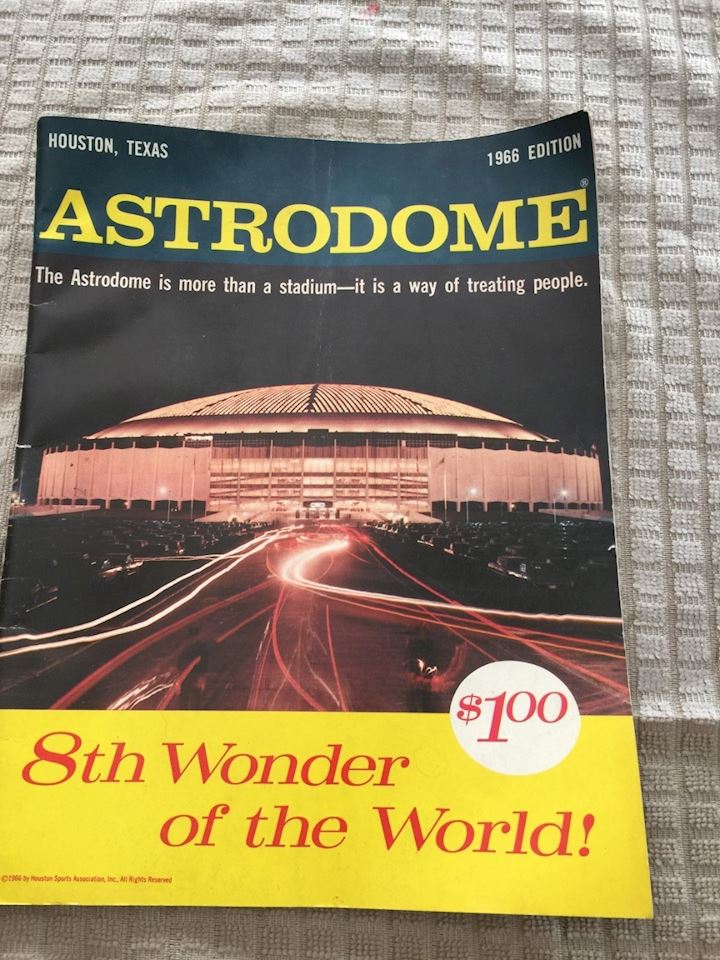 HOUSTON, TEXAS
1966 EDITION
ASTRODOME®
The Astrodome is more than a stadium—it is a way of treating people.
$1.00
8th Wonder
of the World!
©1966 by Houston Sports Association, Inc., All Rights Reserved